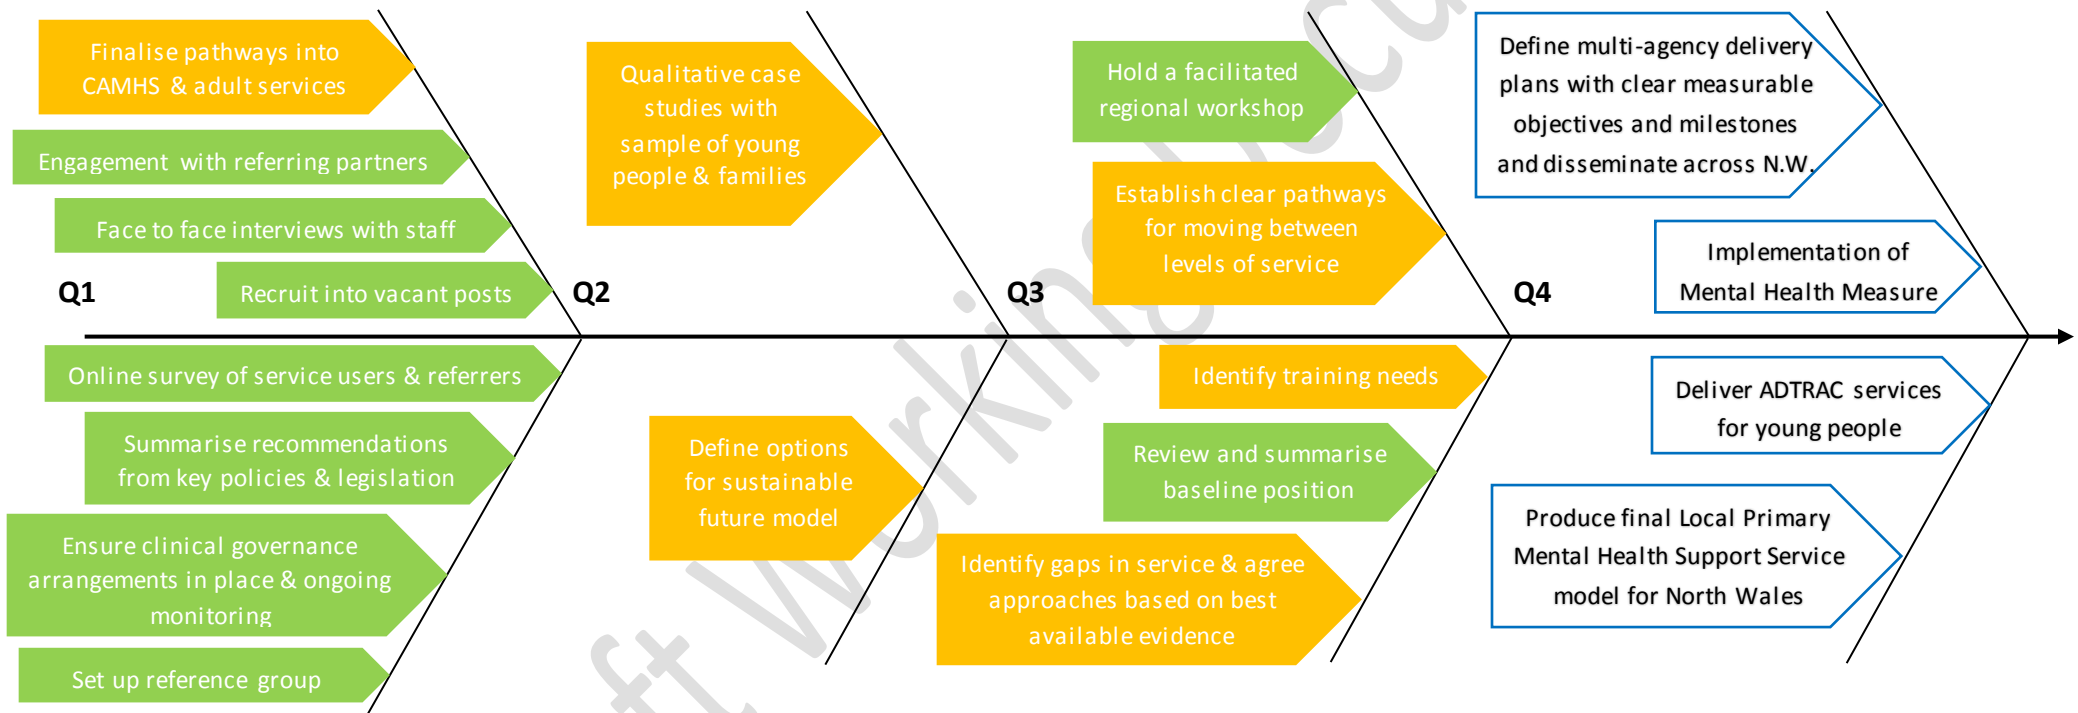 Finalise pathways into
CAMHS & adult services
Engagement with referring partners
Face to face interviews with staff
Recruit into vacant posts
Q1
Online survey of service users & referrers
Summarise recommendations
from key policies & legislation
Ensure clinical governance
arrangements in place & ongoing
monitoring
Set up reference group
Qualitative case
studies with
sample of young
people & families
Q2
Define options
for sustainable
future model
Hold a facilitated
regional workshop
Establish clear pathways
for moving between
levels of service
Q3
Identify training needs
Review and summarise
baseline position
Identify gaps in service & agree
approaches based on best
available evidence
Define multi-agency delivery
plans with clear measurable
objectives and milestones
and disseminate across N.W.
Implementation of
Mental Health Measure
Q4
Deliver ADTRAC services
for young people
Produce final Local Primary
Mental Health Support Service
model for North Wales
Working